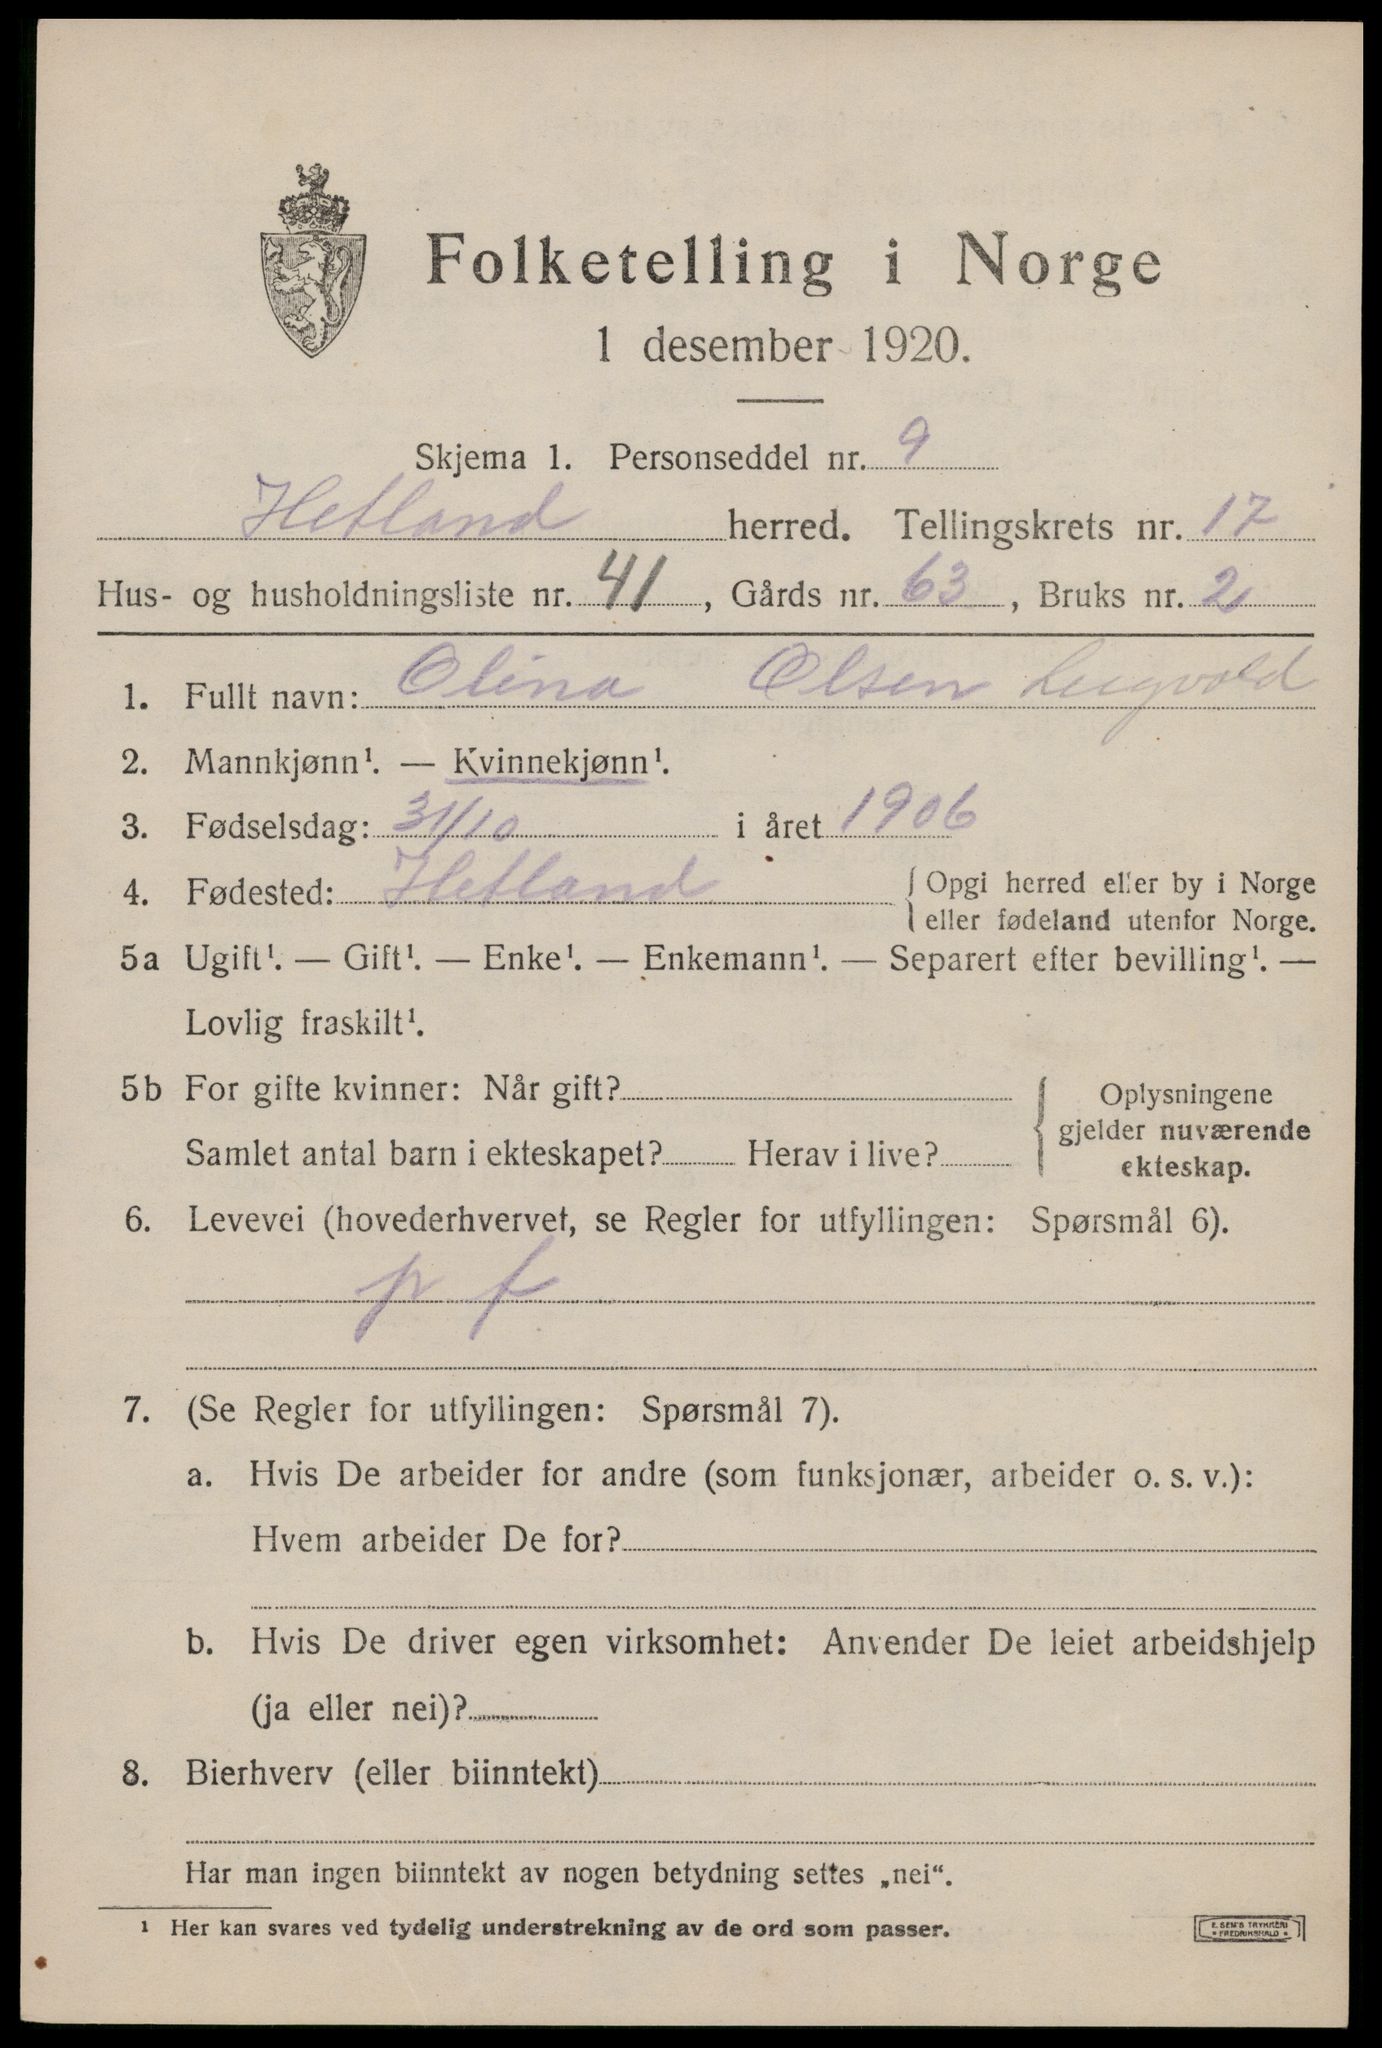 Folketelling i Norge
1 desember 1920.
Skjema 1. Personseddel nr. 9
Hetland herred. Tellingskrets nr. 17
Hus- og husholdningsliste nr. 41, Gårds nr. 63, Bruks nr. 2
1. Fullt navn: Olina Olsen
2. Mannkjønn¹. — Kvinnekjønn¹.
3. Fødselsdag: 31/10 i året 1906
4. Fødested: Hetland { Opgi herred eller by i Norge
eller fødeland utenfor Norge.
5a Ugift¹. — Gift¹. — Enke¹. — Enkemann¹. — Separert efter bevilling¹. —
Lovlig fraskilt¹.
5b For gifte kvinner: Når gift? { Oplysningene
gjelder nuværende
Samlet antal barn i ekteskapet? Herav i live?
ekteskap.
6. Levevei (hovederhvervet, se Regler for utfyllingen: Spørsmål 6).
p f
7. (Se Regler for utfyllingen: Spørsmål 7).
a. Hvis De arbeider for andre (som funksjonær, arbeider o. s. v.):
Hvem arbeider De for?
b. Hvis De driver egen virksomhet: Anvender De leiet arbeidshjelp
(ja eller nei)?
8. Bierhverv (eller biinntekt)
Har man ingen biinntekt av nogen betydning settes „nei“.
¹ Her kan svares ved tydelig understrekning av de ord som passer.
E. SEM'S TRYKKERI
* FREDRIKSHALD *